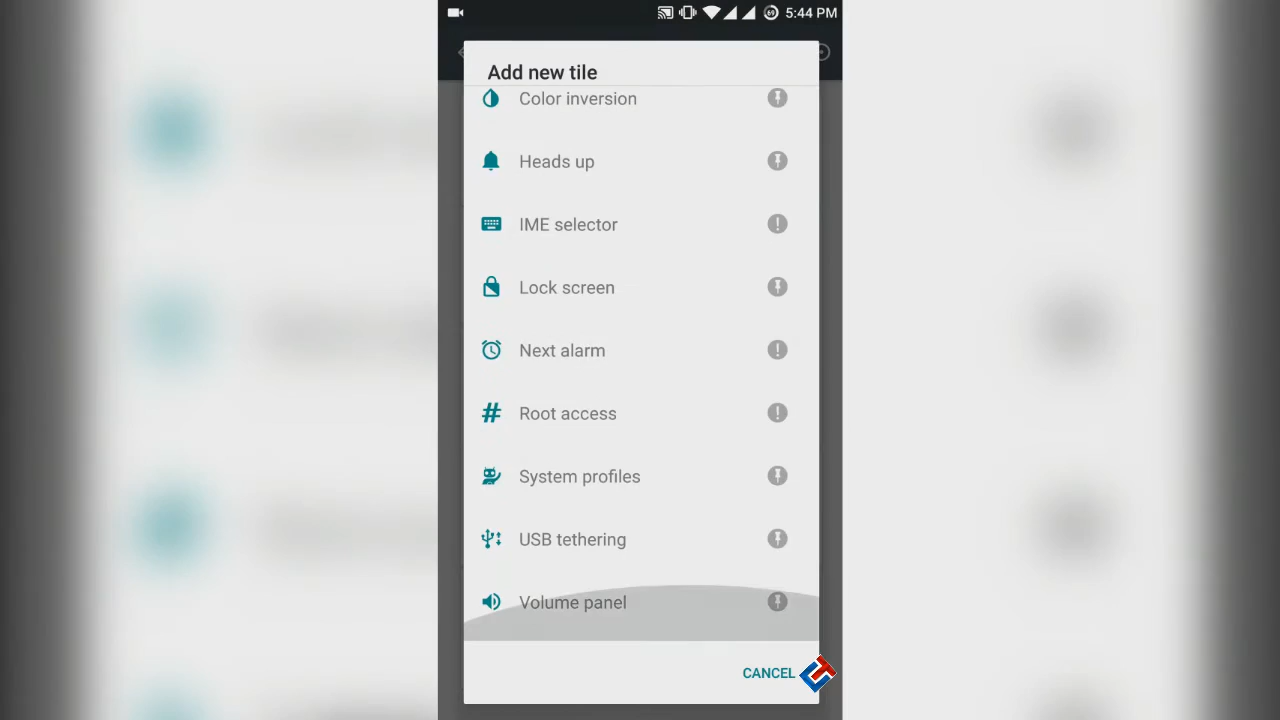 69 5:44 PM
Add new tile
Color inversion
Heads up
IME selector
Lock screen
Next alarm
Root access
System profiles
USB tethering
Volume panel
CANCEL